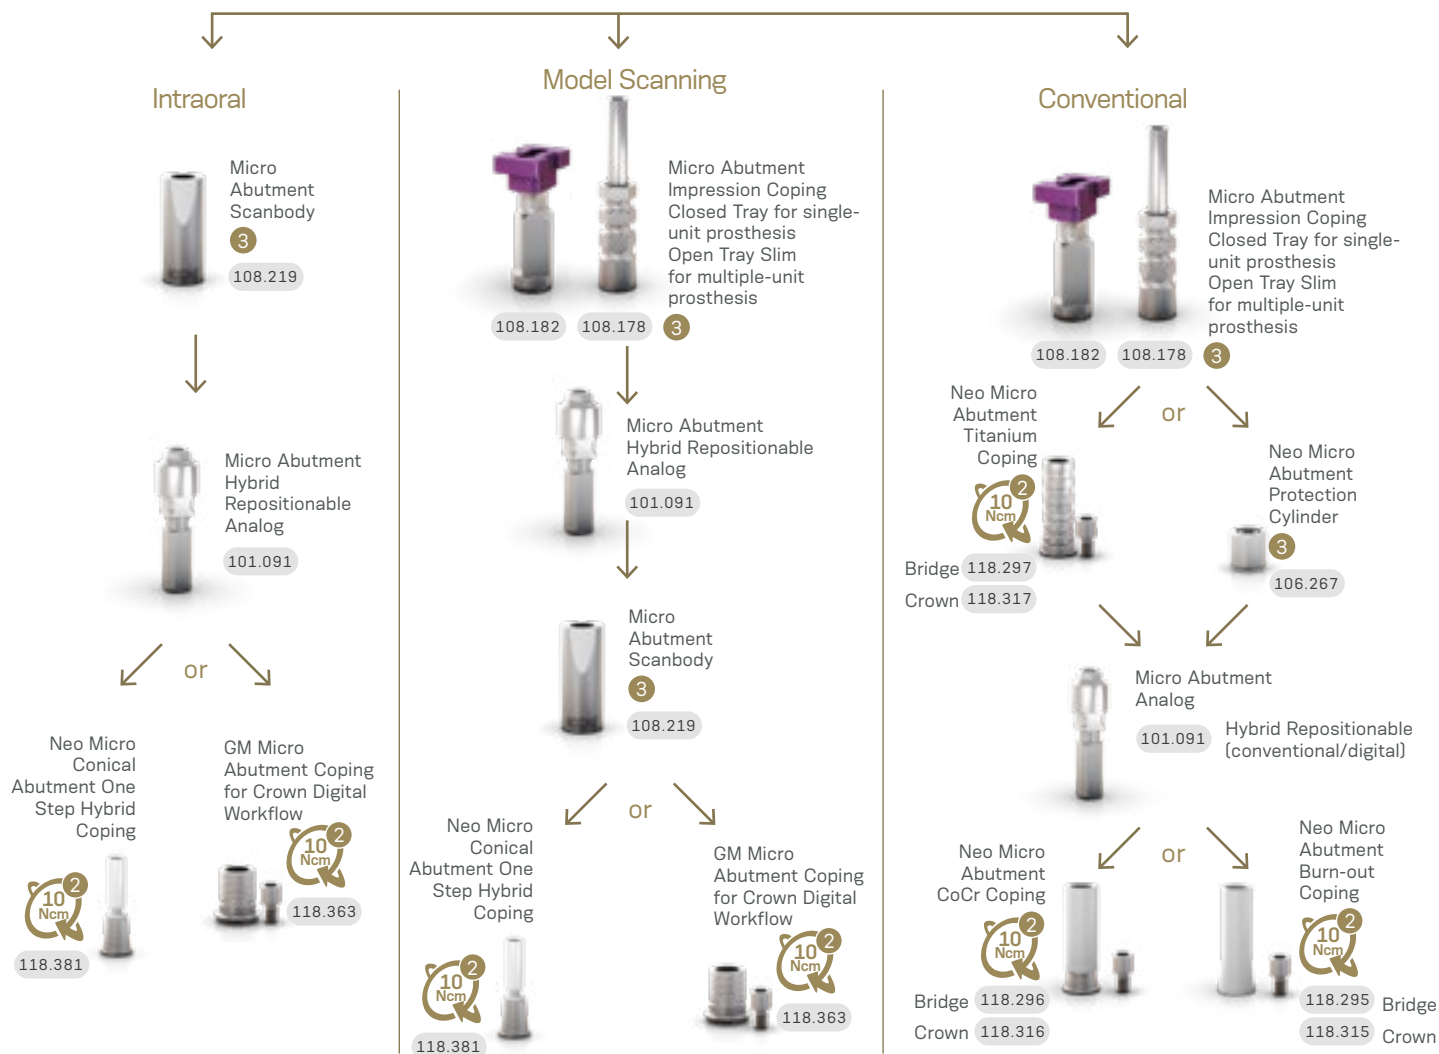 Intraoral
Micro
Abutment
Scanbody
3
108.219
Micro Abutment
Hybrid
Repositionable
Analog
101.091
or
Neo Micro
Conical
Abutment One
Step Hybrid
Coping
10
Ncm
2
118.381
GM Micro
Abutment Coping
for Crown Digital
Workflow
10
Ncm
2
118.363
Model Scanning
Micro Abutment
Impression Coping
Closed Tray for single-
unit prosthesis
Open Tray Slim
for multiple-unit
prosthesis
108.182 108.178 3
Micro Abutment
Hybrid Repositionable
Analog
101.091
Micro
Abutment
Scanbody
3
108.219
or
Neo Micro
Conical
Abutment One
Step Hybrid
Coping
10
Ncm
2
118.381
GM Micro
Abutment Coping
for Crown Digital
Workflow
10
Ncm
2
118.363
Conventional
Micro Abutment
Impression Coping
Closed Tray for single-
unit prosthesis
Open Tray Slim
for multiple-unit
prosthesis
108.182 108.178 3
or
Neo Micro
Abutment
Titanium
Coping
10
Ncm
2
Bridge 118.297
Crown 118.317
Neo Micro
Abutment
Protection
Cylinder
3
106.267
Micro Abutment
Analog
101.091 Hybrid Repositionable
(conventional/digital)
or
Neo Micro
Abutment
CoCr Coping
10
Ncm
2
Bridge 118.296
Crown 118.316
Neo Micro
Abutment
Burn-out
Coping
10
Ncm
2
118.295 Bridge
118.315 Crown